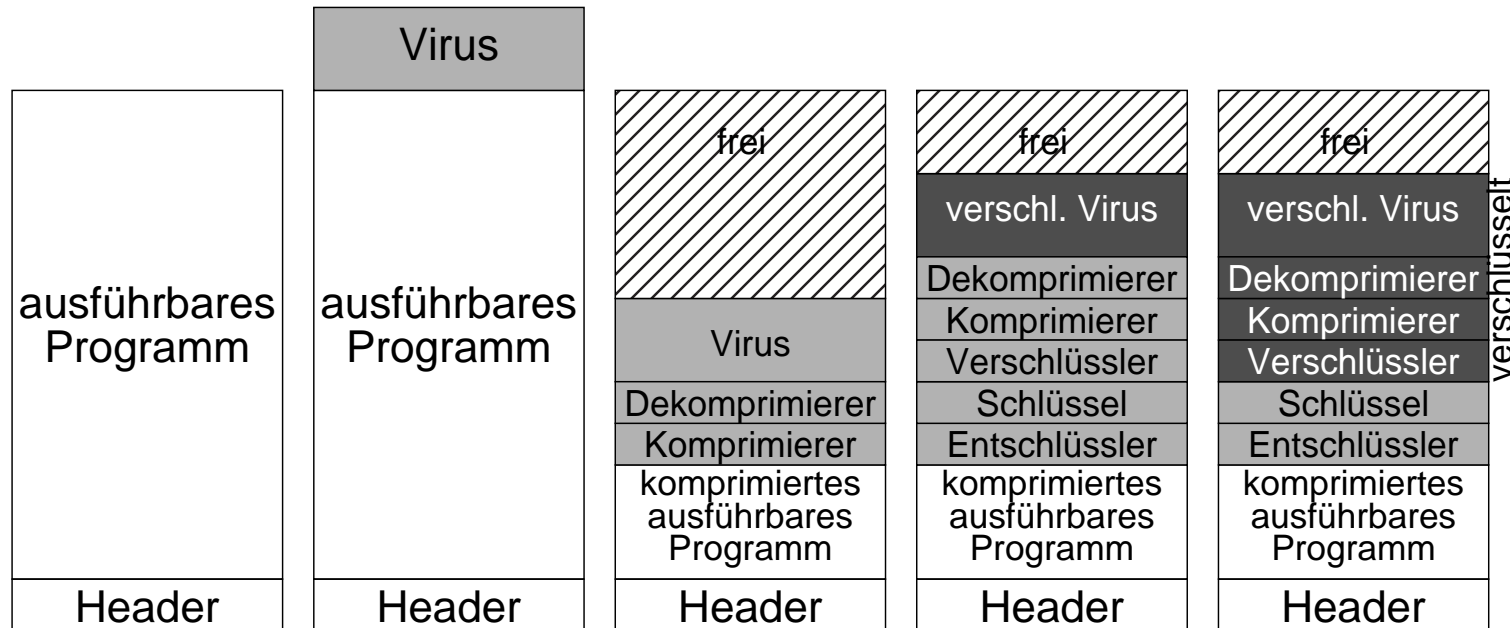 ausführbares
Programm
Header
Virus
ausführbares
Programm
Header
frei
Virus
Dekomprimierer
Komprimierer
komprimiertes
ausführbares
Programm
Header
frei
verschl. Virus
Dekomprimierer
Komprimierer
Verschlüssler
Schlüssel
Entschlüssler
komprimiertes
ausführbares
Programm
Header
frei
verschl. Virus
Dekomprimierer
Komprimierer
Verschlüssler
Schlüssel
Entschlüssler
komprimiertes
ausführbares
Programm
Header
verschlüsselt